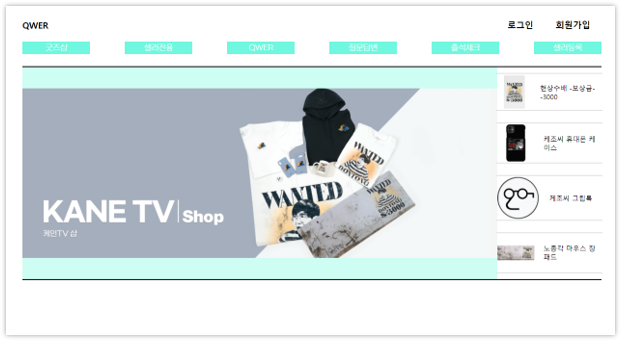 QWER
로그인 회원가입
굿즈샵 셀러전용 QWER 질문답변 출석체크 셀러등록
현상수배 -포상금-
-3000
케조씨 휴대폰 케
이스
WANTED
WANTED
KANE TV Shop
케인TV 샵
케조씨 그립톡
노종각 마우스 장
패드